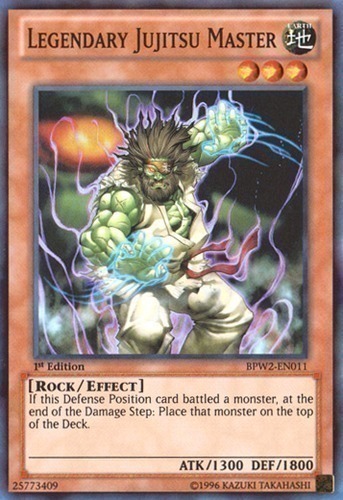 LEGENDARY JUJITSU MASTER
EARTH
地
1st Edition
BPW2-EN011
[ROCK/EFFECT]
If this Defense Position card battled a monster, at the
end of the Damage Step: Place that monster on the top
of the Deck.
ATK/1300 DEF/1800
25773409
©1996 KAZUKI TAKAHASHI